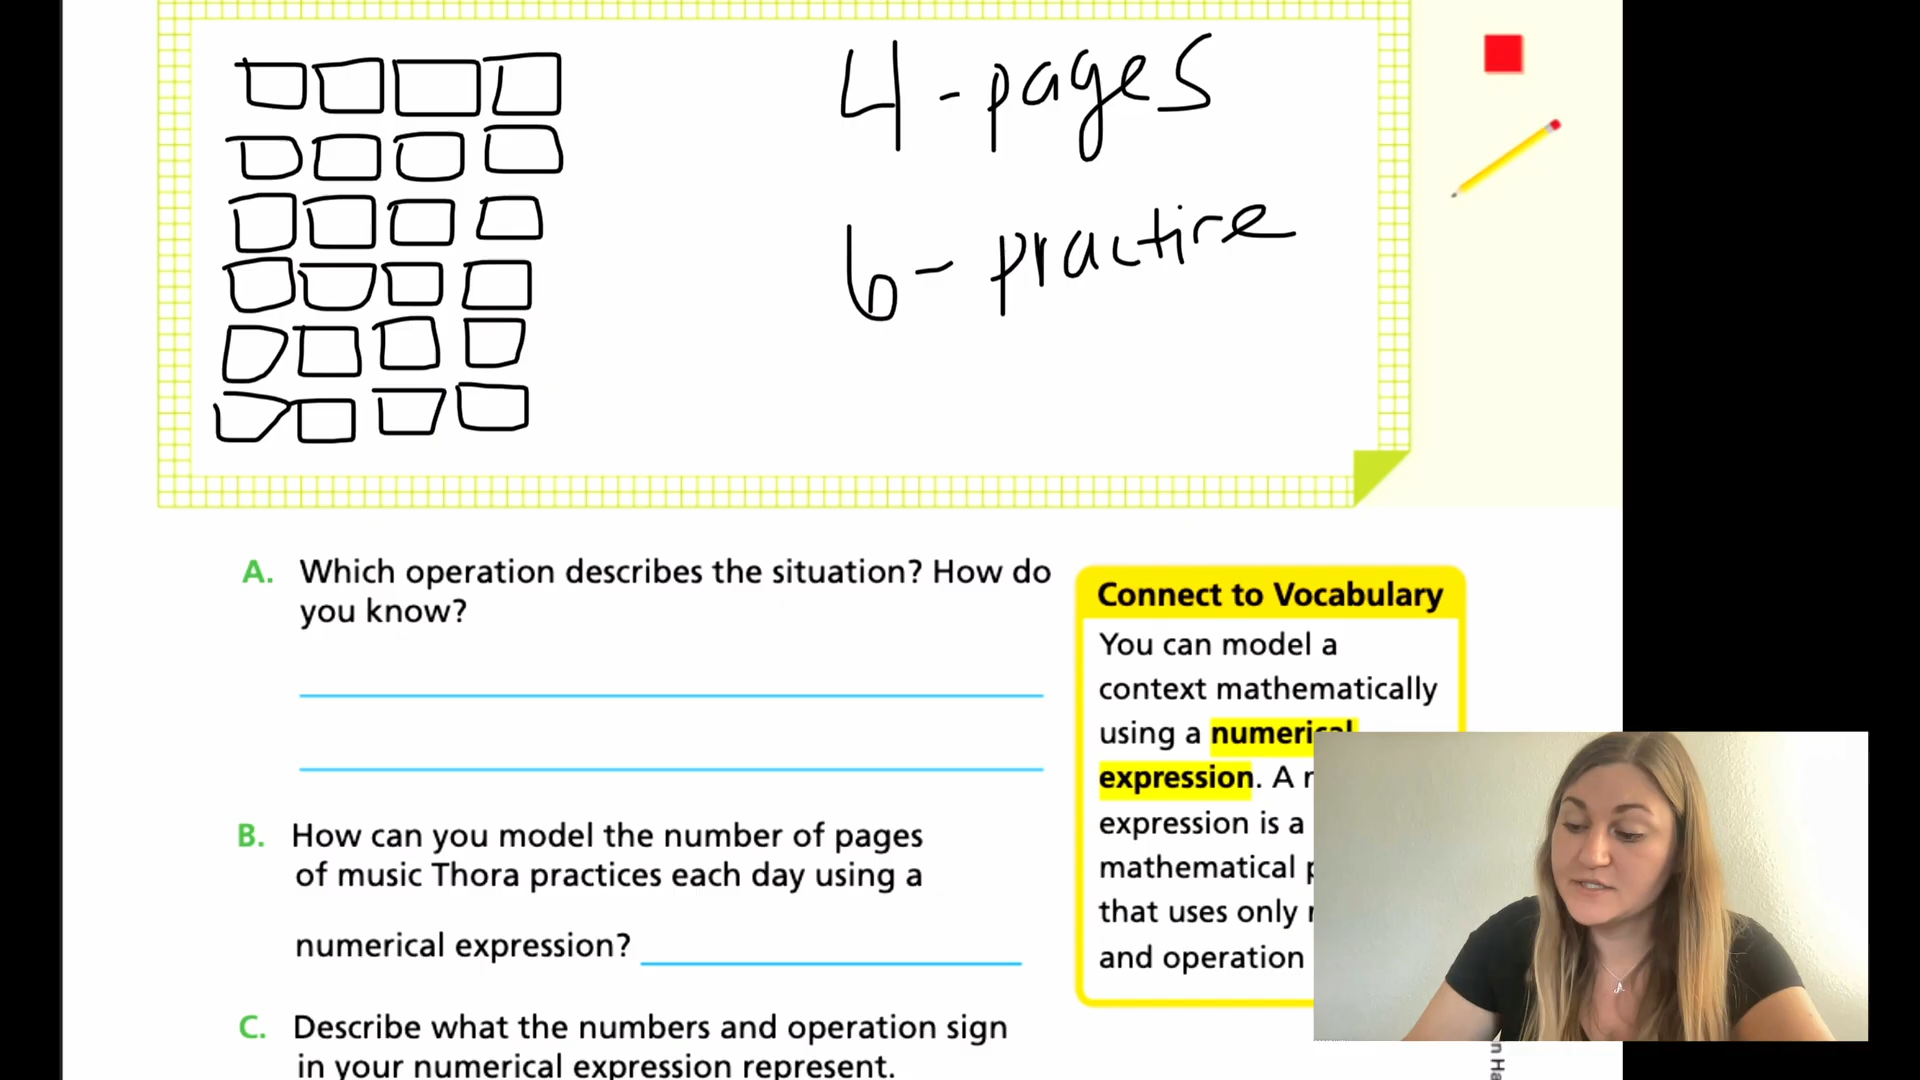 4 - pages
6 - practice
A. Which operation describes the situation? How do
you know?
B. How can you model the number of pages
of music Thora practices each day using a
numerical expression?
C. Describe what the numbers and operation sign
in your numerical expression represent.
Connect to Vocabulary
You can model a
context mathematically
using a numerical
expression. A
expression is a
mathematical
that uses only
and operation